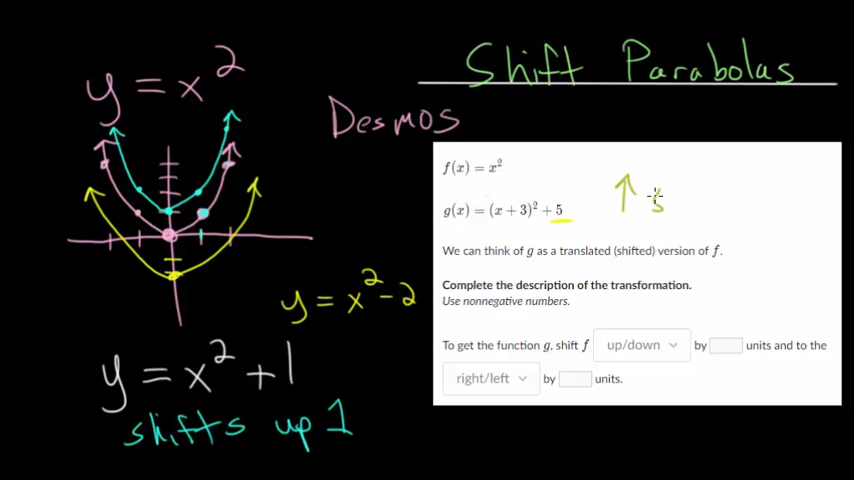 Shift Parabolas
y = x²
Desmos
f(x) = x²
g(x) = (x + 3)² + 5
5
We can think of g as a translated (shifted) version of f.
Complete the description of the transformation.
Use nonnegative numbers.
To get the function g, shift f up/down by units and to the
right/left by units.
y = x² - 2
y = x² + 1
shifts up 1